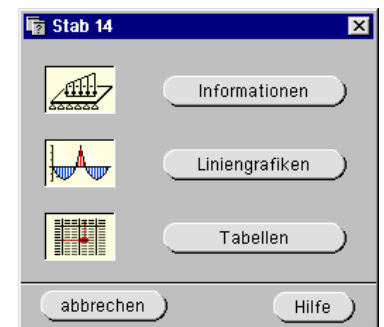 Stab 14
Informationen
Liniengrafiken
Tabellen
abbrechen Hilfe